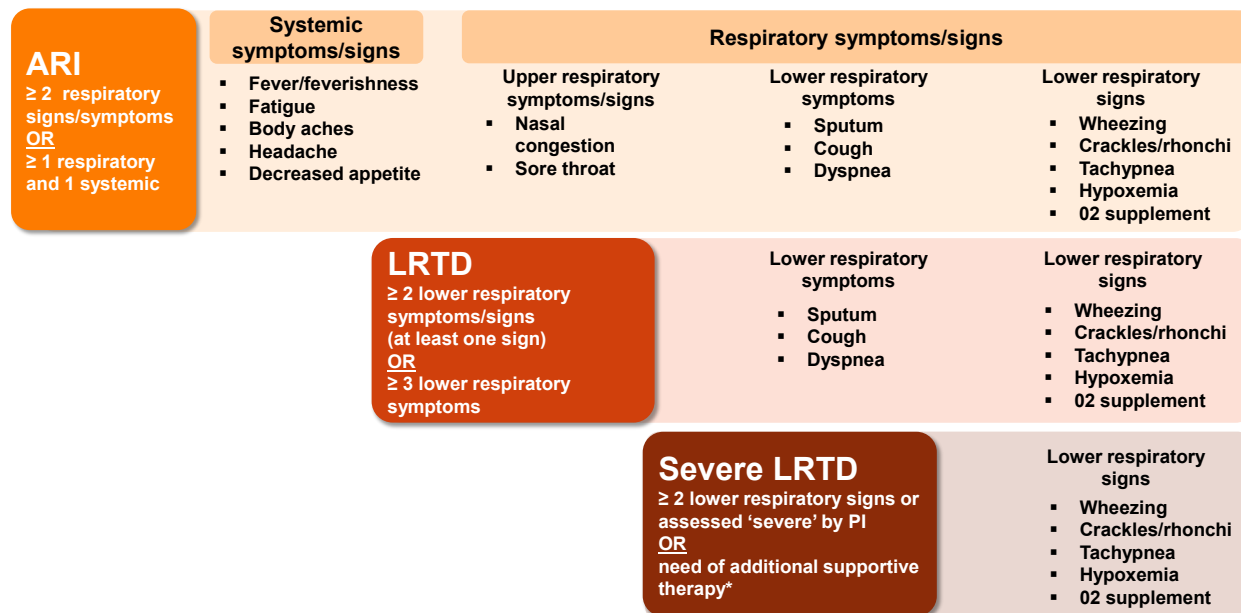 ARI
≥ 2 respiratory
signs/symptoms
OR
≥ 1 respiratory
and 1 systemic
Systemic
symptoms/signs
▪ Fever/feverishness
▪ Fatigue
▪ Body aches
▪ Headache
▪ Decreased appetite
Respiratory symptoms/signs
Upper respiratory
symptoms/signs
▪ Nasal
congestion
▪ Sore throat
Lower respiratory
symptoms
▪ Sputum
▪ Cough
▪ Dyspnea
Lower respiratory
signs
▪ Wheezing
▪ Crackles/rhonchi
▪ Tachypnea
▪ Hypoxemia
▪ 02 supplement
LRTD
≥ 2 lower respiratory
symptoms/signs
(at least one sign)
OR
≥ 3 lower respiratory
symptoms
Lower respiratory
symptoms
▪ Sputum
▪ Cough
▪ Dyspnea
Lower respiratory
signs
▪ Wheezing
▪ Crackles/rhonchi
▪ Tachypnea
▪ Hypoxemia
▪ 02 supplement
Severe LRTD
≥ 2 lower respiratory signs or
assessed ‘severe’ by PI
OR
need of additional supportive
therapy*
Lower respiratory
signs
▪ Wheezing
▪ Crackles/rhonchi
▪ Tachypnea
▪ Hypoxemia
▪ 02 supplement